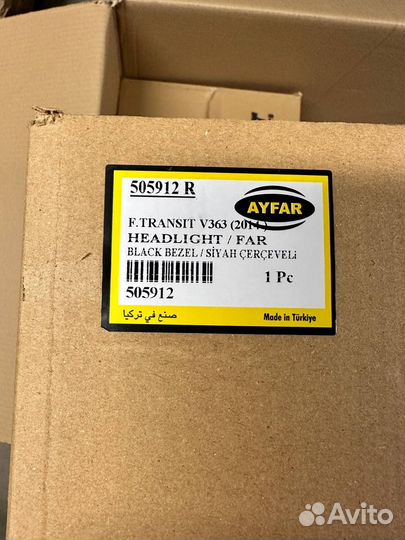 505912 R
AYFAR
F.TRANSIT V363 (2014)
HEADLIGHT / FAR
BLACK BEZEL / SİYAH ÇERÇEVELİ
1 Pc
505912
صنع في تركيا
Made in Türkiye
Avito